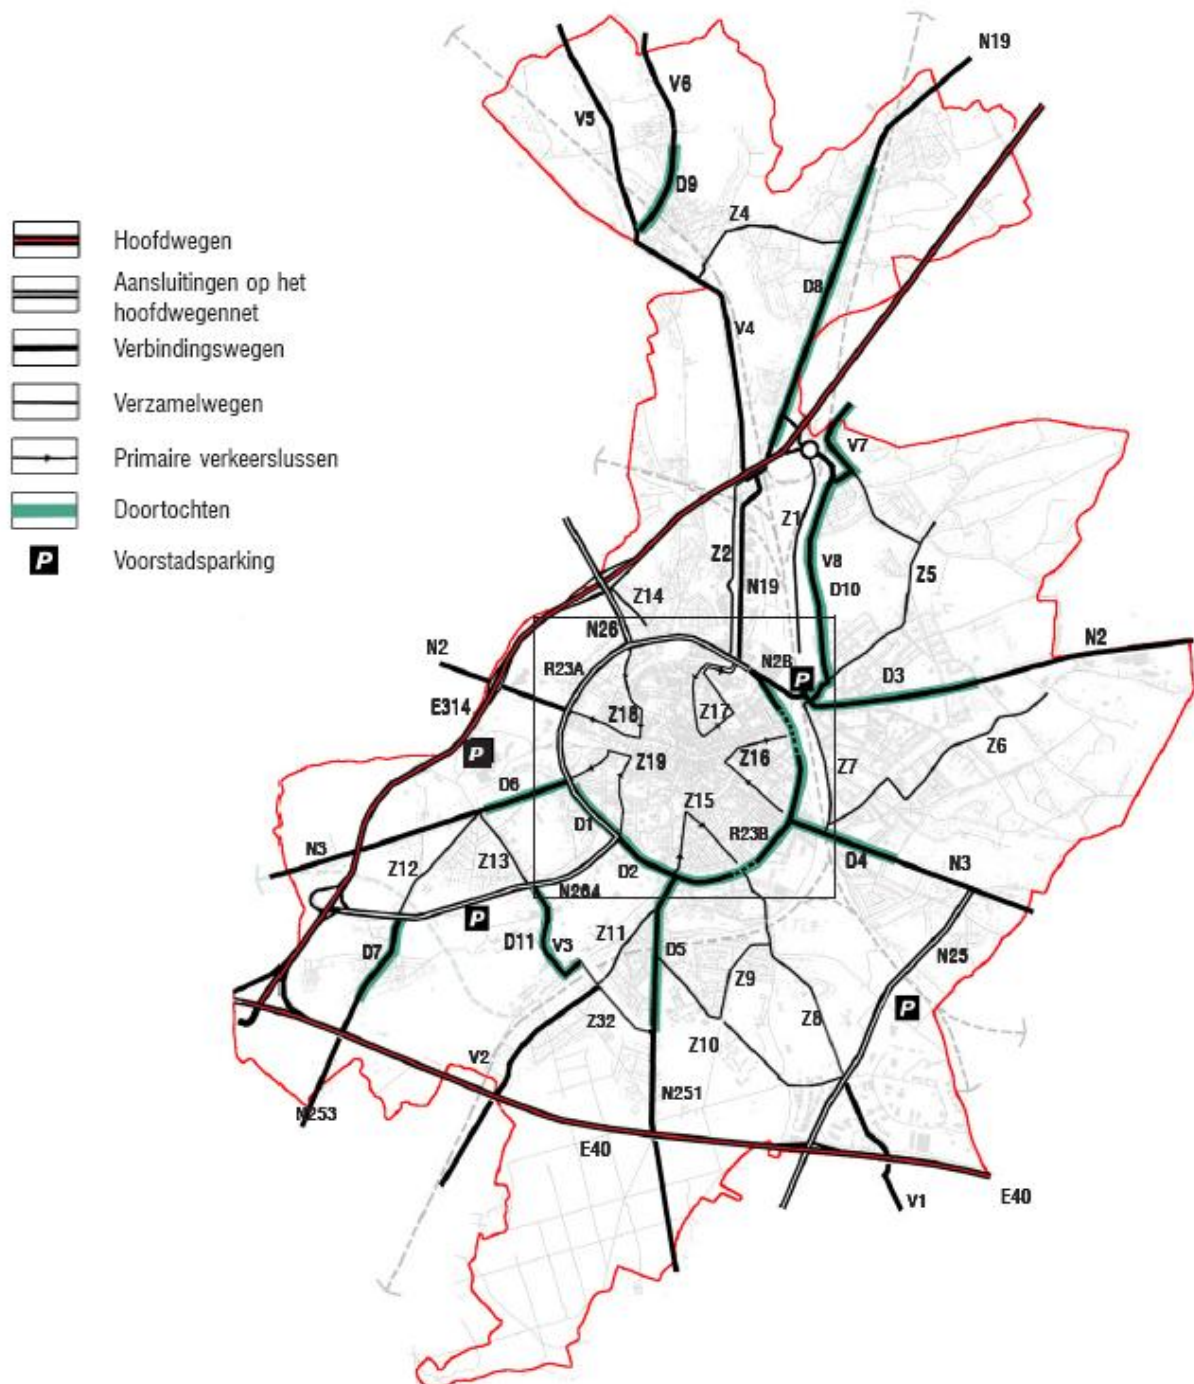 Hoofdwegen
Aansluitingen op het
hoofdwegennet
Verbindingswegen
Verzamelwegen
Primaire verkeerslussen
Doortochten
P Voorstadsparking
N19
V6
V5
D9
Z4
D8
V4
V7
Z1
Z2
V8
Z5
D10
N19
Z14
N26
N2
N2
R23A
N2B
P
D3
E314
Z18
Z17
Z6
P
Z19
Z16
Z7
D6
Z15
D1
R23B
N3
Z12
Z13
D2
D4
N3
N264
P
D7
D11
V3
Z11
D5
N25
Z9
P
Z32
Z10
Z8
V2
N251
N253
E40
E40
V1